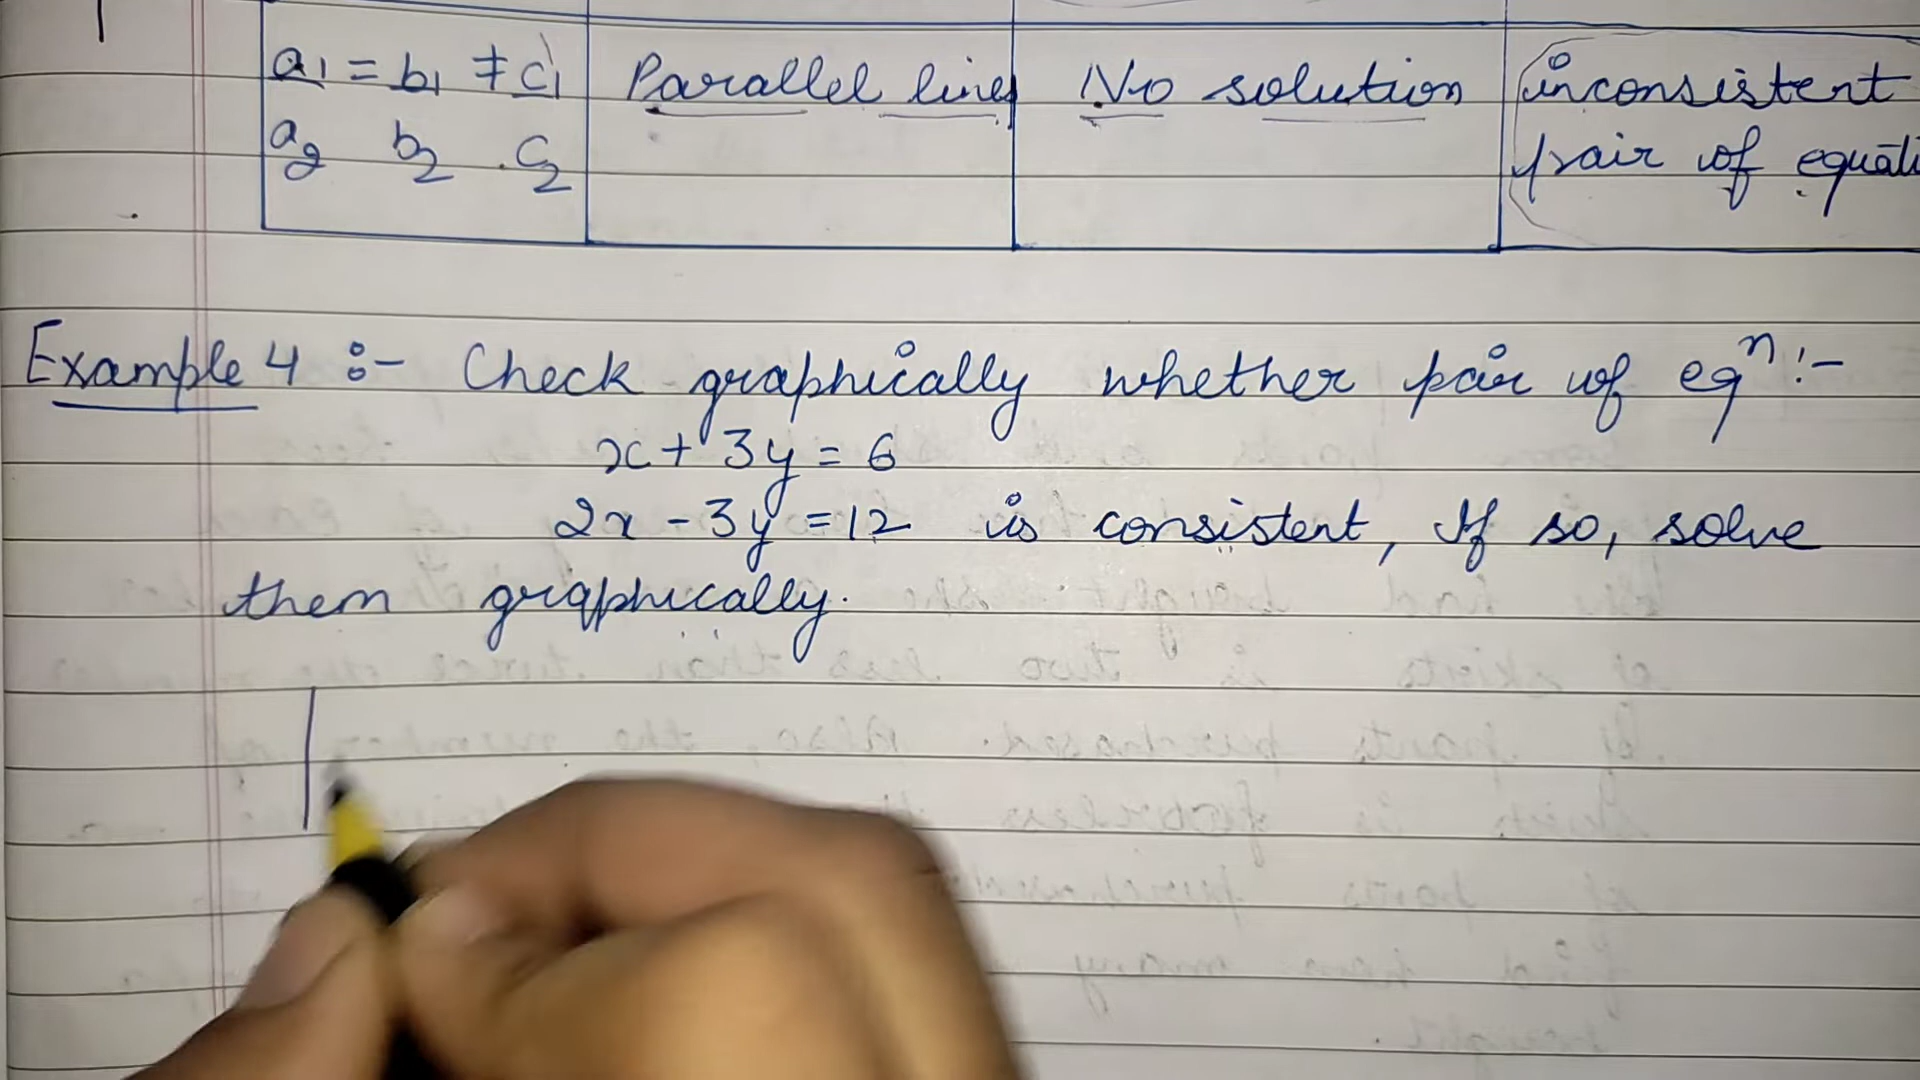 a1 = b1 ≠ c1 Parallel lines No solution inconsistent
a2 b2 c2 pair of equati
Example 4 :- Check graphically whether pair of eqⁿ :-
x + 3y = 6
2x - 3y = 12 is consistent, If so, solve
them graphically.